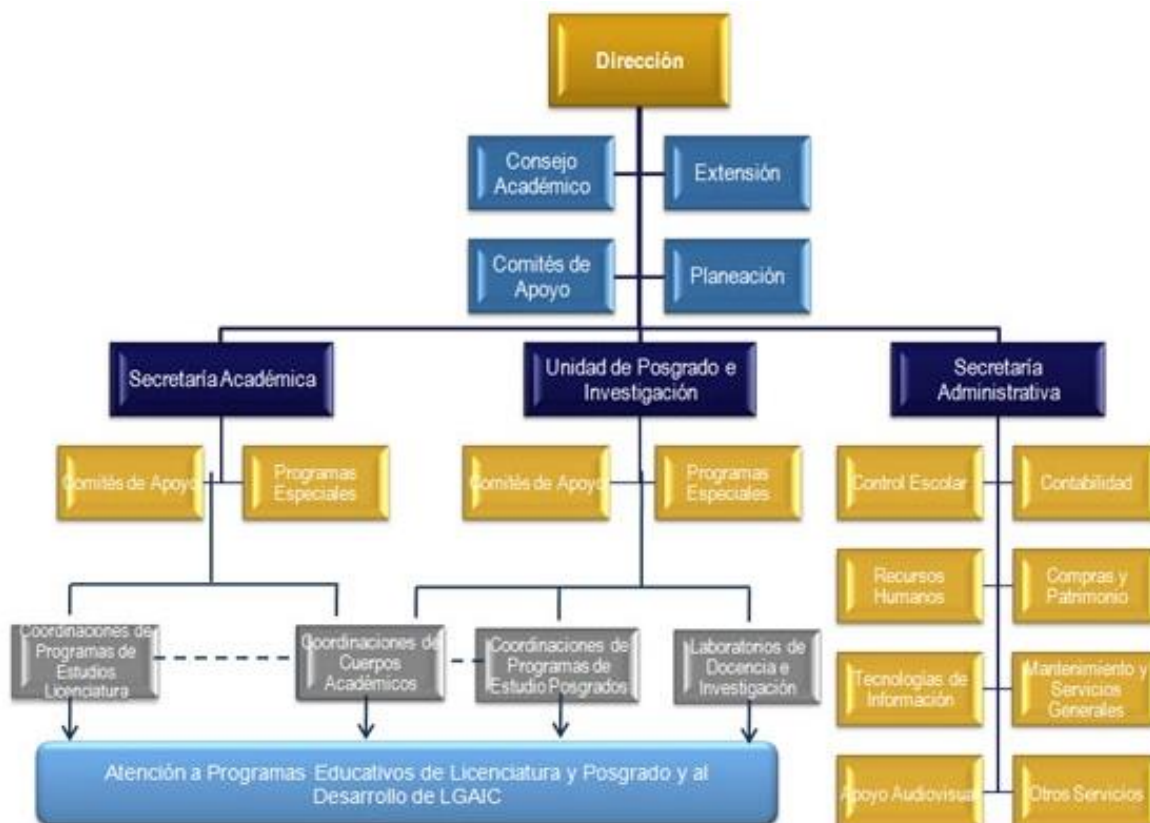 Dirección
Consejo
Académico
Extensión
Comités de
Apoyo
Planeación
Secretaría Académica
Unidad de Posgrado e
Investigación
Secretaría
Administrativa
Comités de Apoyo
Programas
Especiales
Comités de Apoyo
Programas
Especiales
Control Escolar
Contabilidad
Recursos
Humanos
Compras y
Patrimonio
Coordinaciones de
Programas de
Estudios
Licenciatura
Coordinaciones de
Cuerpos
Académicos
Coordinaciones de
Programas de
Estudio Posgrados
Laboratorios de
Docencia e
Investigación
Tecnologías de
Información
Mantenimiento y
Servicios
Generales
Atención a Programas Educativos de Licenciatura y Posgrado y al
Desarrollo de LGAIC
Apoyo Audiovisual
Otros Servicios